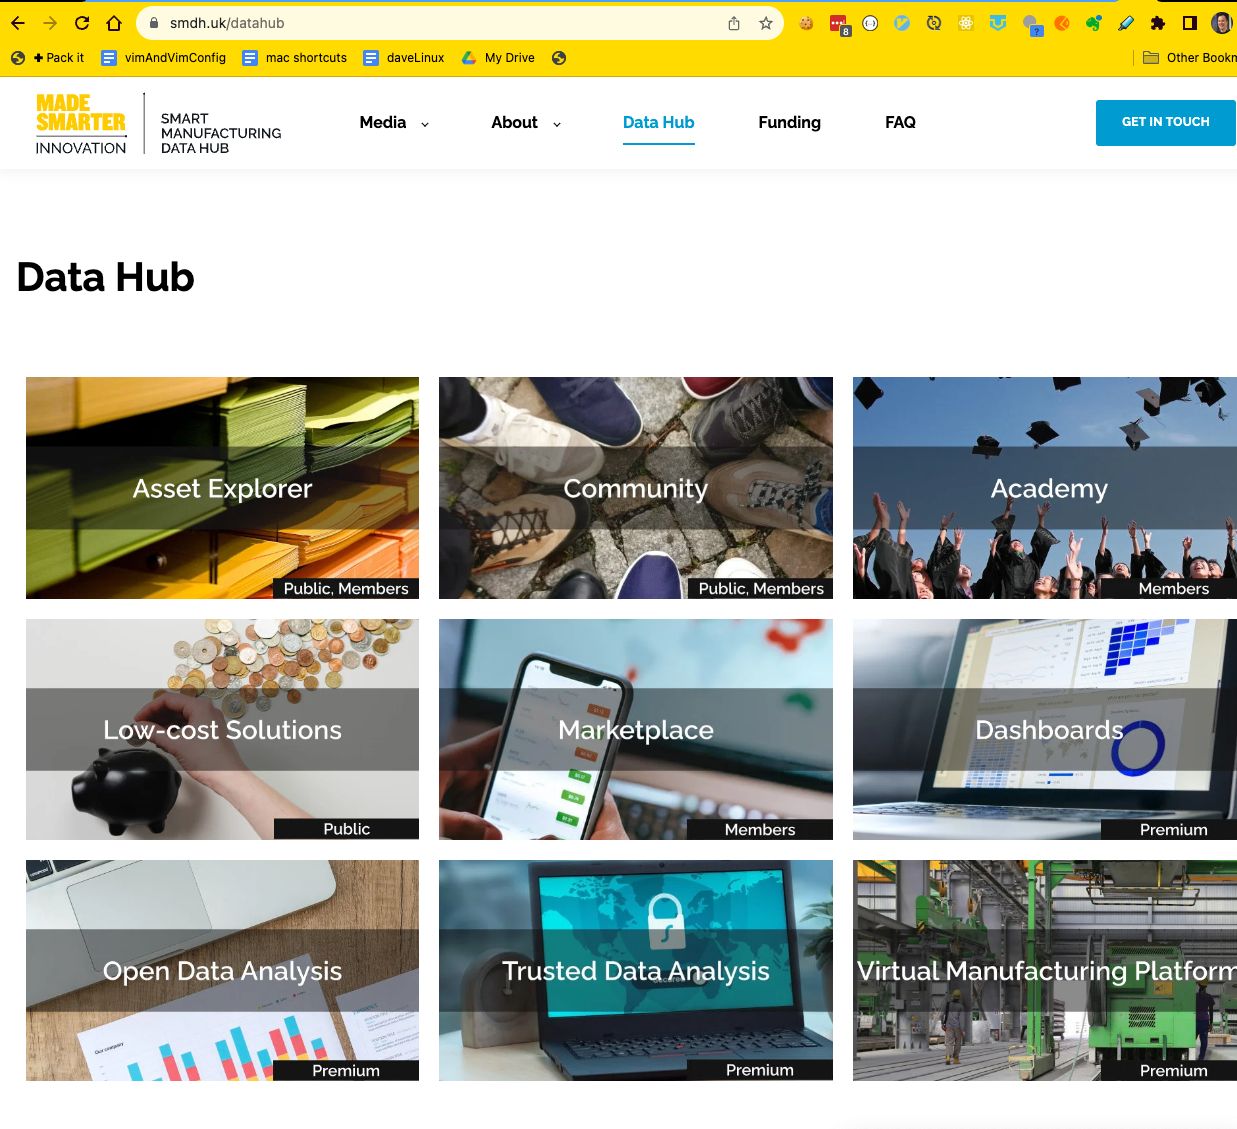 smdh.uk/datahub
8
?
Pack it
vimAndVimConfig
mac shortcuts
daveLinux
My Drive
Other Bookm
MADE
SMARTER
INNOVATION
SMART
MANUFACTURING
DATA HUB
Media
About
Data Hub
Funding
FAQ
GET IN TOUCH
Data Hub
Asset Explorer
Public, Members
Community
Public, Members
Academy
Members
Low-cost Solutions
Public
Marketplace
Members
Dashboards
Premium
Open Data Analysis
Our company
Premium
Trusted Data Analysis
Premium
Virtual Manufacturing Platform
Premium